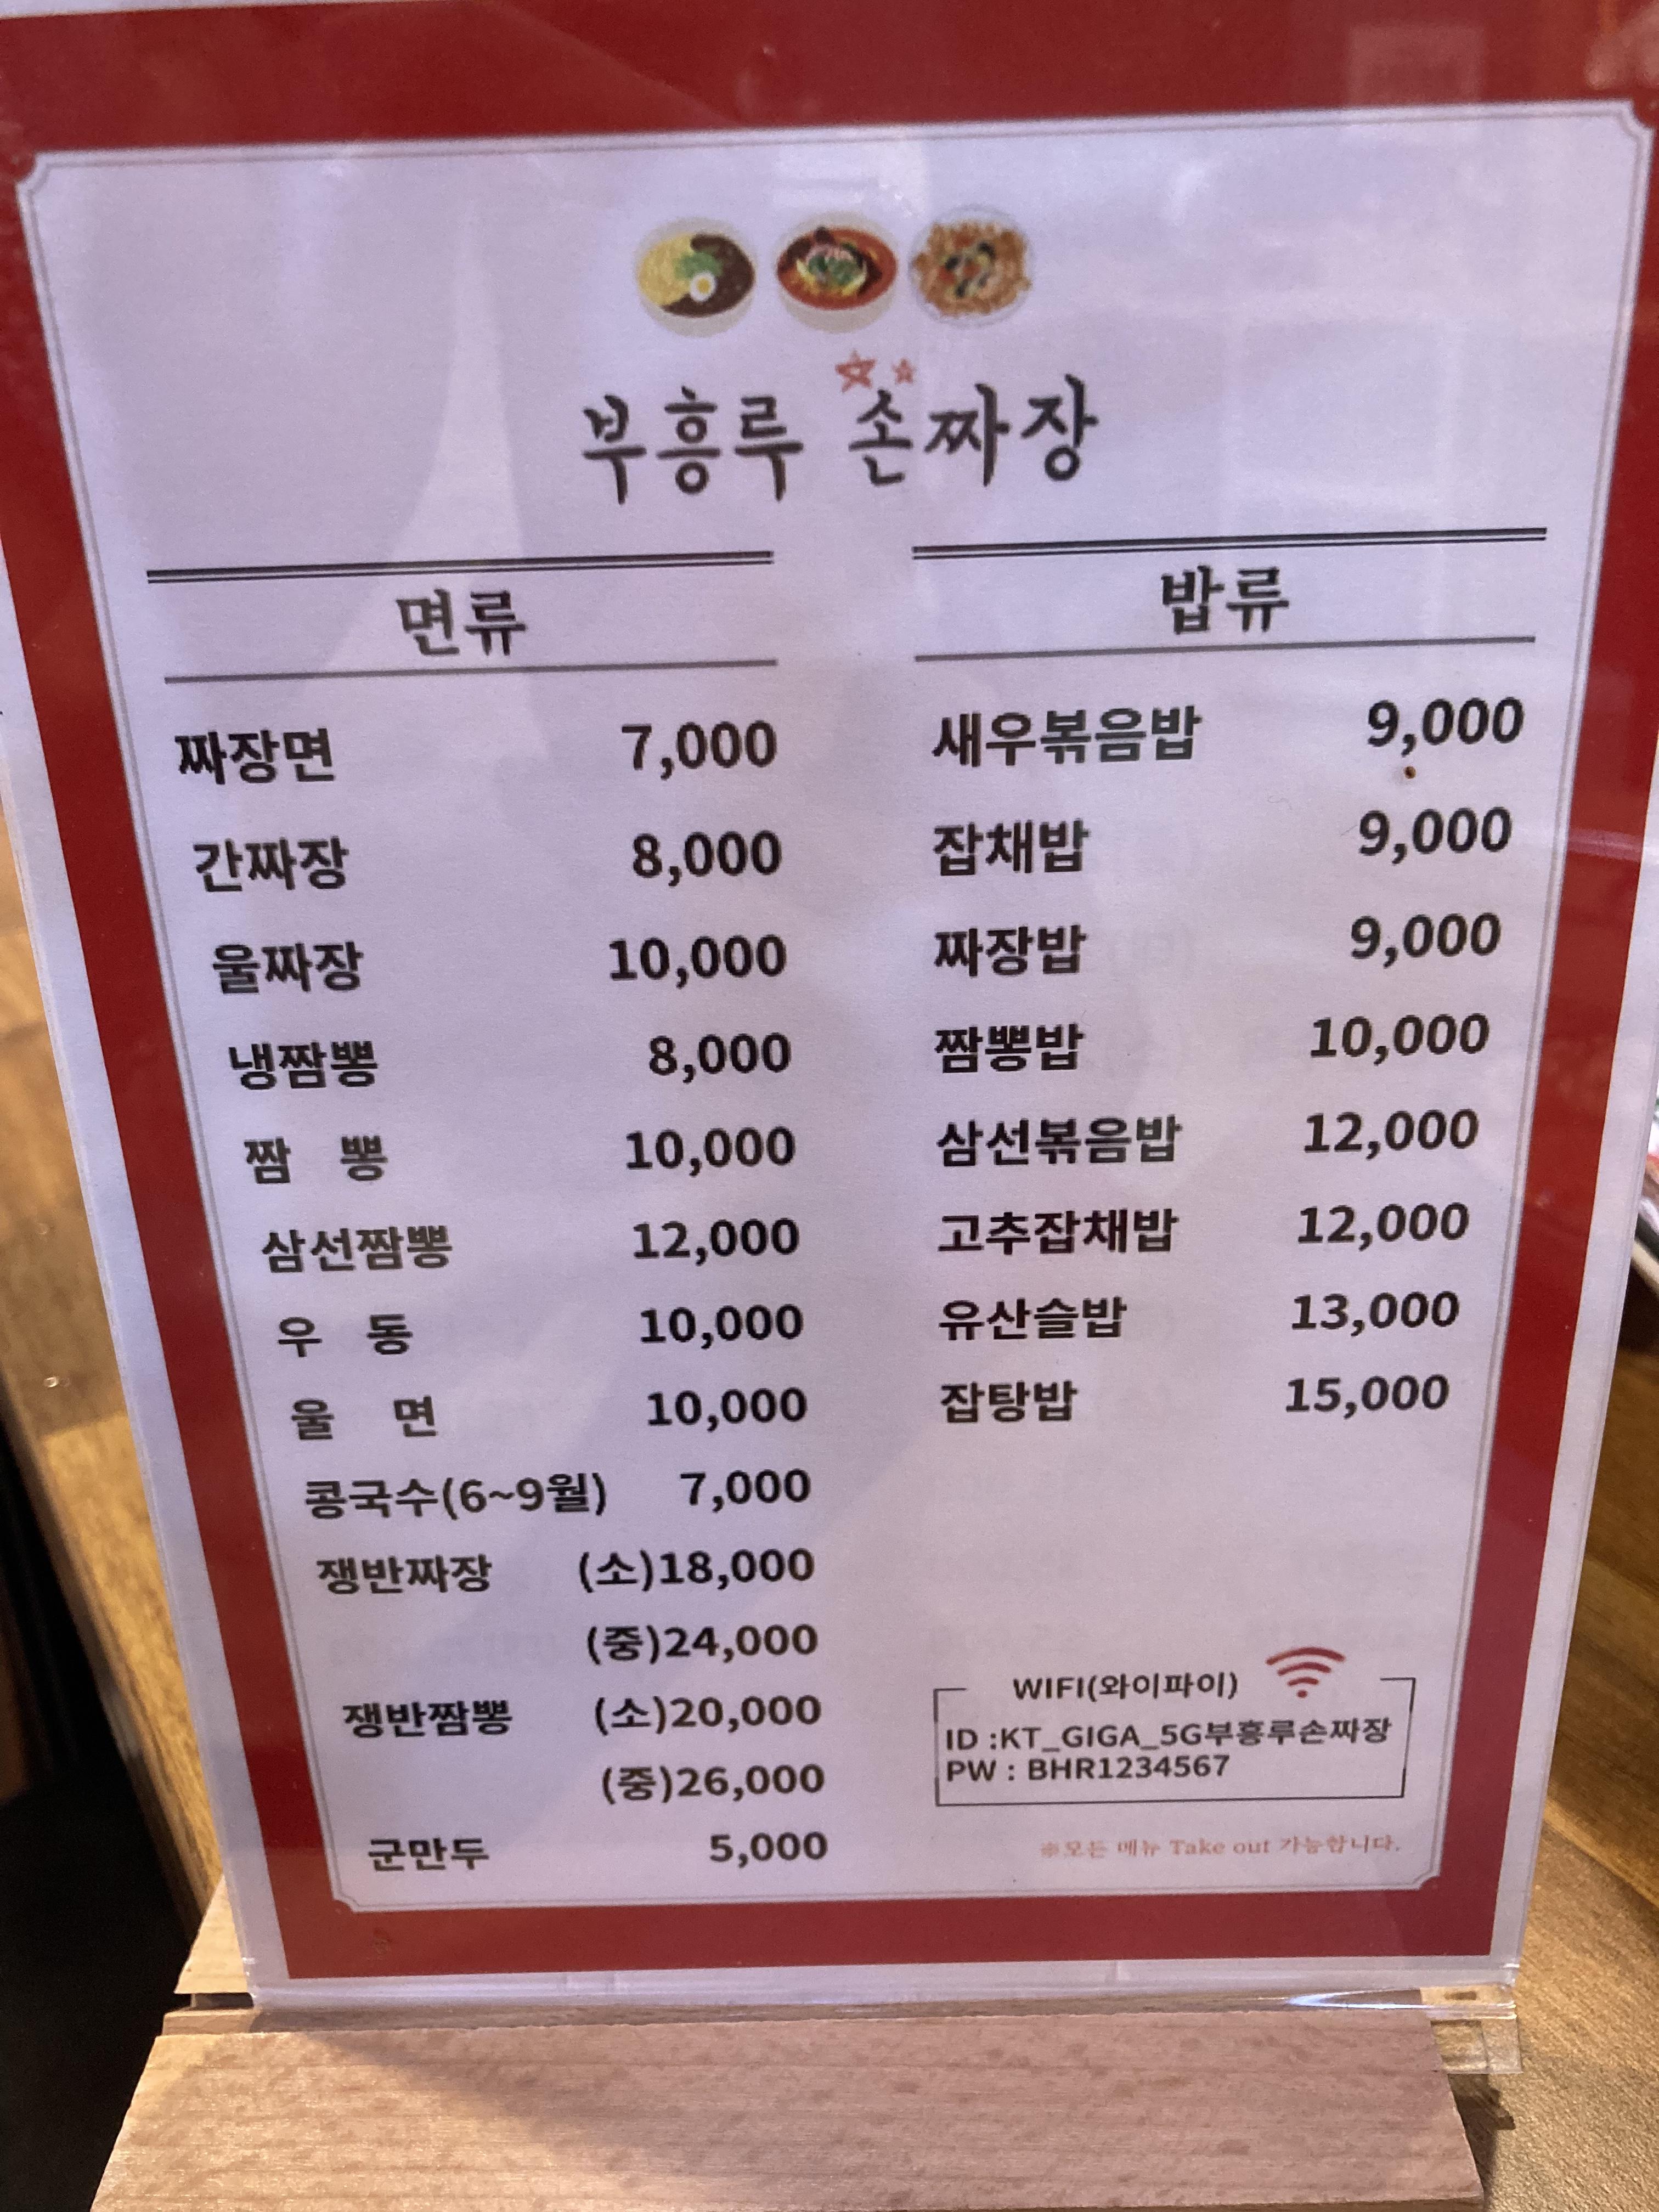 부흥루 손짜장
면류
짜장면 7,000
간짜장 8,000
울짜장 10,000
냉짬뽕 8,000
짬 뽕 10,000
삼선짬뽕 12,000
우 동 10,000
울 면 10,000
콩국수(6~9월) 7,000
쟁반짜장 (소)18,000
(중)24,000
쟁반짬뽕 (소)20,000
(중)26,000
군만두 5,000
밥류
새우볶음밥 9,000
잡채밥 9,000
짜장밥 9,000
짬뽕밥 10,000
삼선볶음밥 12,000
고추잡채밥 12,000
유산슬밥 13,000
잡탕밥 15,000
WIFI(와이파이)
ID :KT_GIGA_5G부흥루손짜장
PW : BHR1234567
※모든 메뉴 Take out 가능합니다.